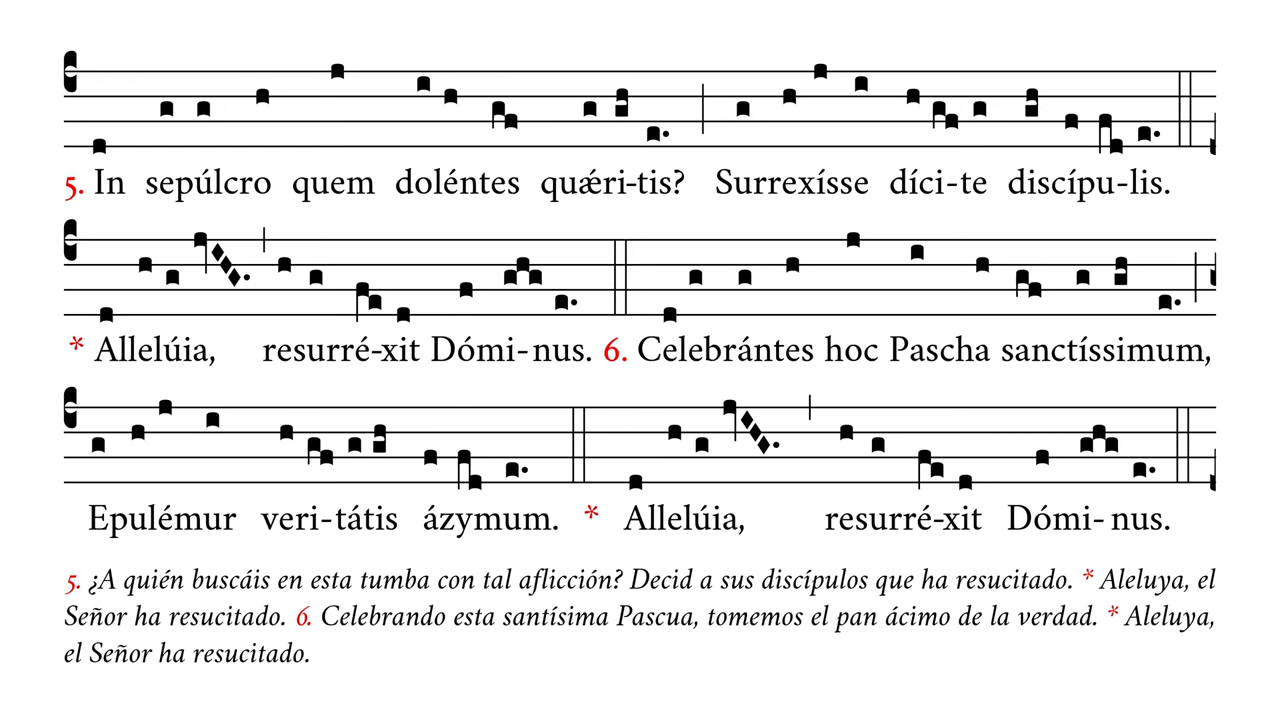 5. In sepúlcro quem doléntes quǽri-tis? Surrexísse díci-te discípu-lis.
* Allelúia, resurré-xit Dómi-nus. 6. Celebrántes hoc Pascha sanctíssimum,
Epulémur veri-tátis ázymum. * Allelúia, resurré-xit Dómi-nus.
5. ¿A quién buscáis en esta tumba con tal aflicción? Decid a sus discípulos que ha resucitado. * Aleluya, el
Señor ha resucitado. 6. Celebrando esta santísima Pascua, tomemos el pan ácimo de la verdad. * Aleluya,
el Señor ha resucitado.